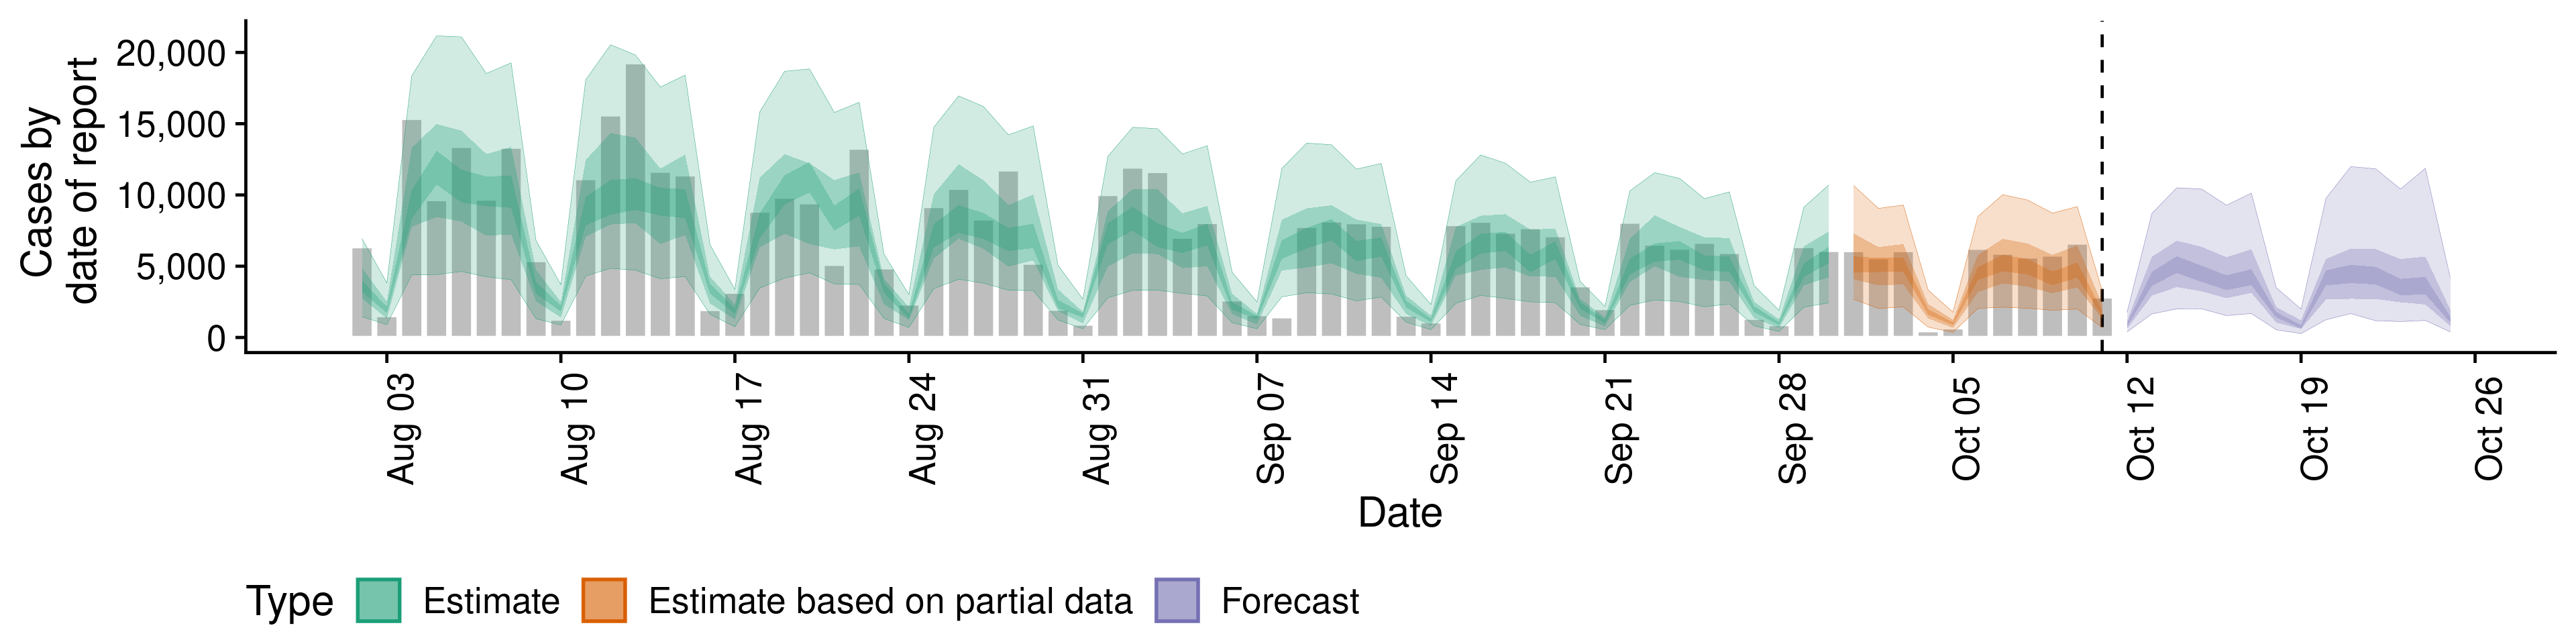 Cases by
date of report
20,000
15,000
10,000
5,000
0
Aug 03
Aug 10
Aug 17
Aug 24
Aug 31
Sep 07
Sep 14
Sep 21
Sep 28
Oct 05
Oct 12
Oct 19
Oct 26
Date
Type Estimate Estimate based on partial data Forecast